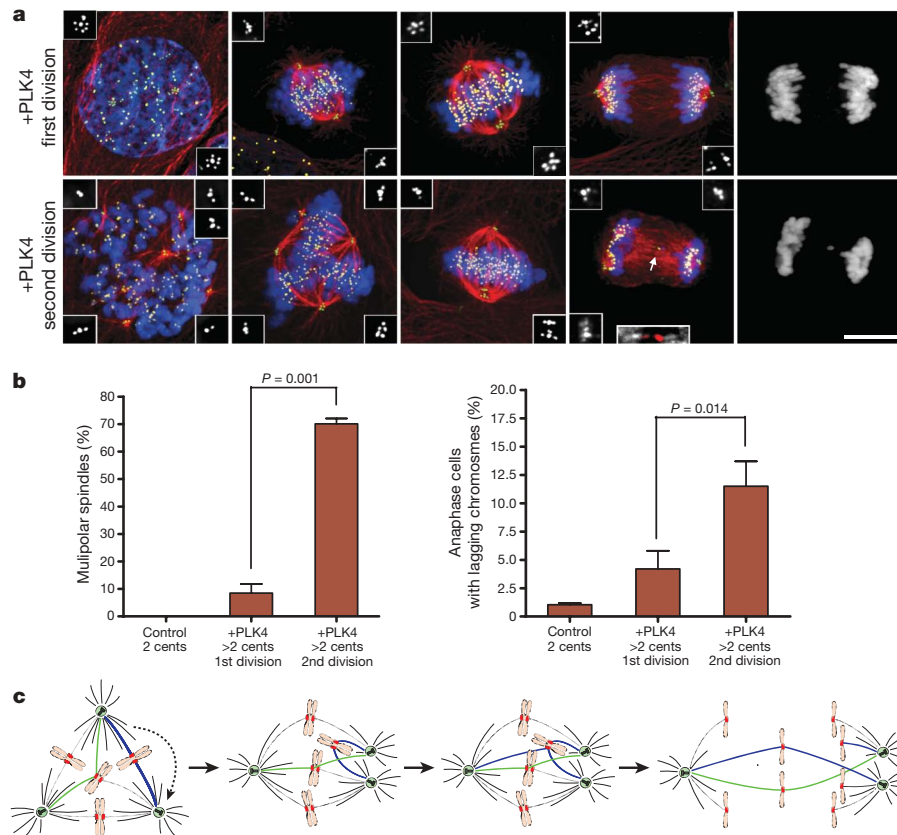 a
+PLK4
first division
+PLK4
second division
b
Mulipolar spindles (%)
80
70
60
50
40
30
20
10
0
P = 0.001
Control
2 cents
+PLK4
>2 cents
1st division
+PLK4
>2 cents
2nd division
Anaphase cells
with lagging chromosmes (%)
20.0
17.5
15.0
12.5
10.0
7.5
5.0
2.5
0
P = 0.014
Control
2 cents
+PLK4
>2 cents
1st division
+PLK4
>2 cents
2nd division
c